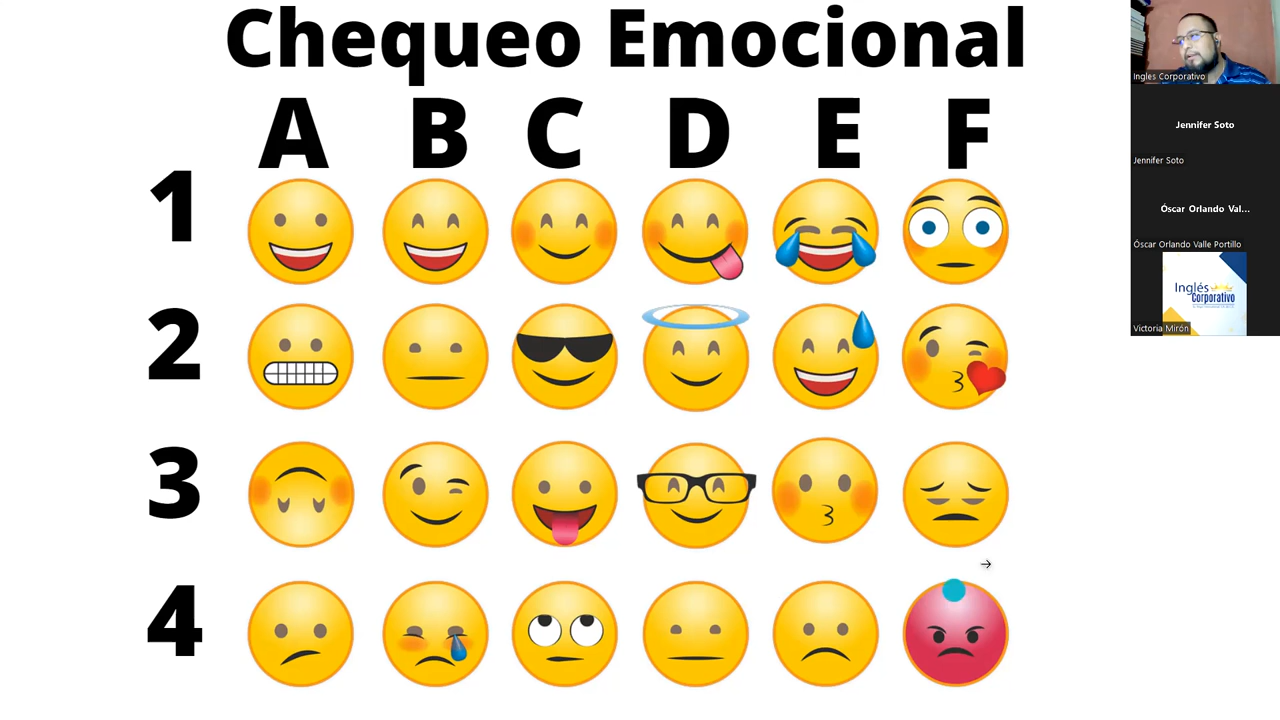 Chequeo Emocional
A B C D E F
1
2
3
4
Ingles Corporativo
Jennifer Soto
Jennifer Soto
Óscar Orlando Val...
Óscar Orlando Valle Portillo
Inglés
Corporativo
Victoria Mirón